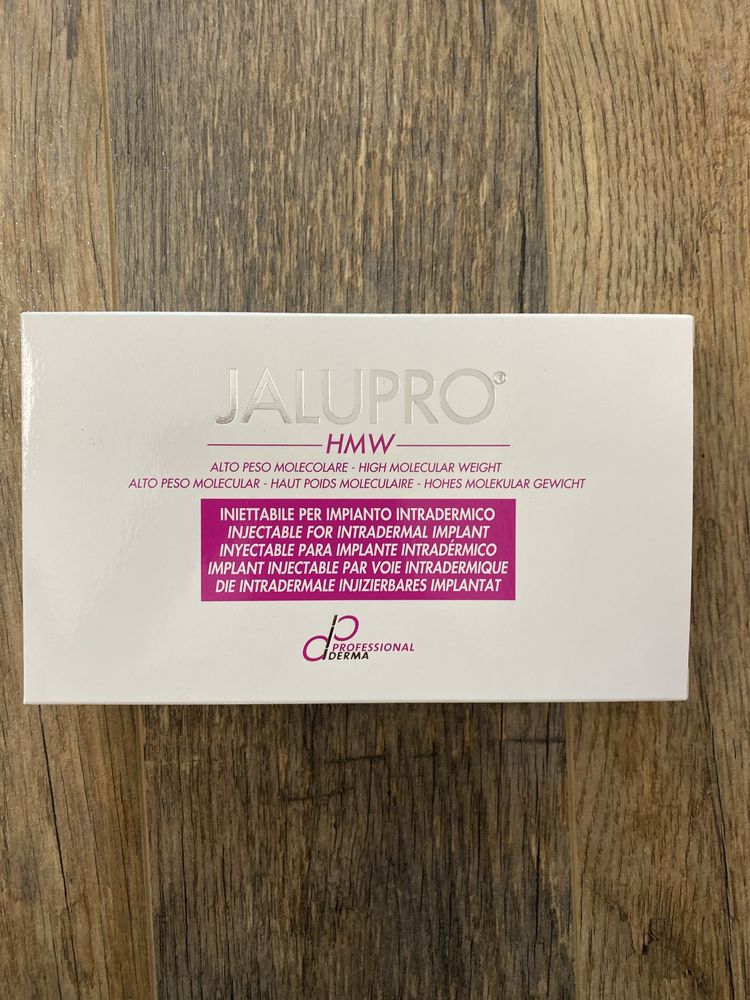 JALUPRO®
HMW
ALTO PESO MOLECOLARE - HIGH MOLECULAR WEIGHT
ALTO PESO MOLECULAR - HAUT POIDS MOLECULAIRE - HOHES MOLEKULAR GEWICHT
INIETTABILE PER IMPIANTO INTRADERMICO
INJECTABLE FOR INTRADERMAL IMPLANT
INYECTABLE PARA IMPLANTE INTRADÉRMICO
IMPLANT INJECTABLE PAR VOIE INTRADERMIQUE
DIE INTRADERMALE INJIZIERBARES IMPLANTAT
PROFESSIONAL
DERMA